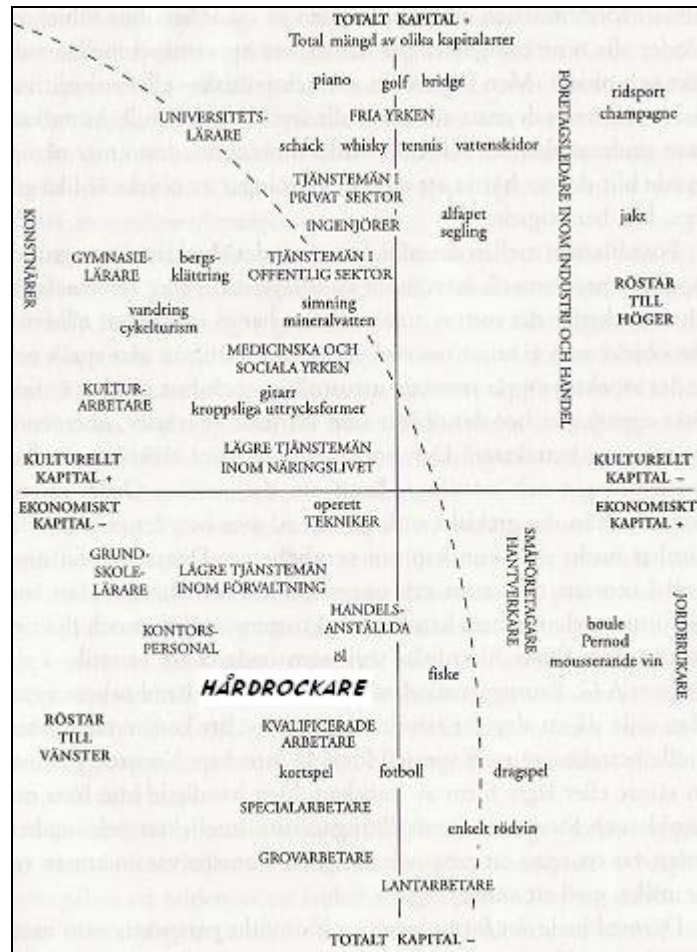 TOTALT KAPITAL +
Total mängd av olika kapitalarter
piano golf bridge
ridsport
champagne
UNIVERSITETS-
LÄRARE
FRIA YRKEN
schack whisky tennis vattenskidor
TJÄNSTEMÄN I
PRIVAT SEKTOR
FÖRETAGSLEDARE INOM INDUSTRI OCH HANDEL
KONSTNÄRER
INGENJÖRER
alfapet
segling
jakt
GYMNASIE-
LÄRARE
bergs-
klättring
TJÄNSTEMÄN I
OFFENTLIG SEKTOR
RÖSTAR
TILL
HÖGER
vandring
cykelturism
simning
mineralvatten
MEDICINSKA OCH
SOCIALA YRKEN
KULTUR-
ARBETARE
gitarr
kroppsliga uttrycksformer
LÄGRE TJÄNSTEMÄN
INOM NÄRINGSLIVET
KULTURELLT
KAPITAL +
KULTURELLT
KAPITAL –
EKONOMISKT
KAPITAL –
EKONOMISKT
KAPITAL +
operett
TEKNIKER
GRUND-
SKOLE-
LÄRARE
LÄGRE TJÄNSTEMÄN
INOM FÖRVALTNING
SMÅFÖRETAGARE
HANTVERKARE
JORDBRUKARE
HANDELS-
ANSTÄLLDA
KONTORS-
PERSONAL
boule
Pernod
mousserande vin
fiske
HÅRDROCKARE
RÖSTAR
TILL
VÄNSTER
KVALIFICERADE
ARBETARE
kortspel fotboll dragspel
SPECIALARBETARE
enkelt rödvin
GROVARBETARE
LANTARBETARE
TOTALT KAPITAL –